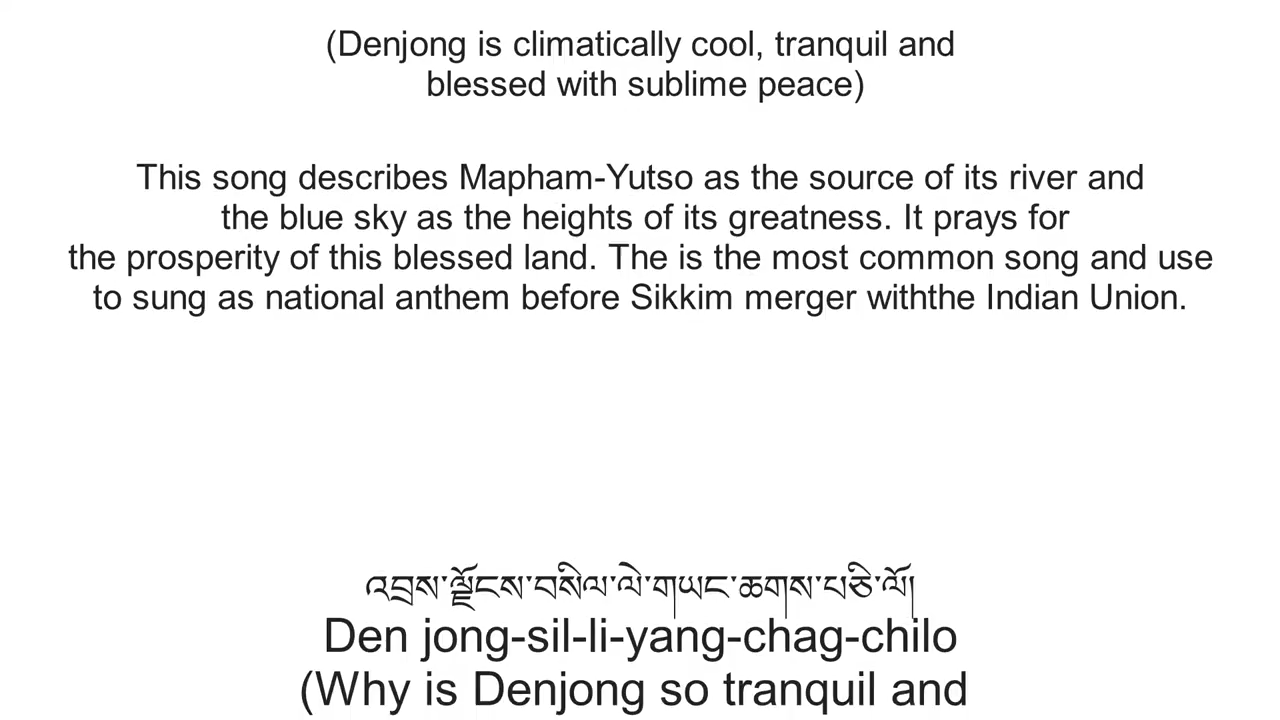 (Denjong is climatically cool, tranquil and
blessed with sublime peace)
This song describes Mapham-Yutso as the source of its river and
the blue sky as the heights of its greatness. It prays for
the prosperity of this blessed land. The is the most common song and use
to sung as national anthem before Sikkim merger withthe Indian Union.
འབྲས་ལྗོངས་བསིལ་ལེ་གཡང་ཆགས་པཅི་ལོ།
Den jong-sil-li-yang-chag-chilo
(Why is Denjong so tranquil and